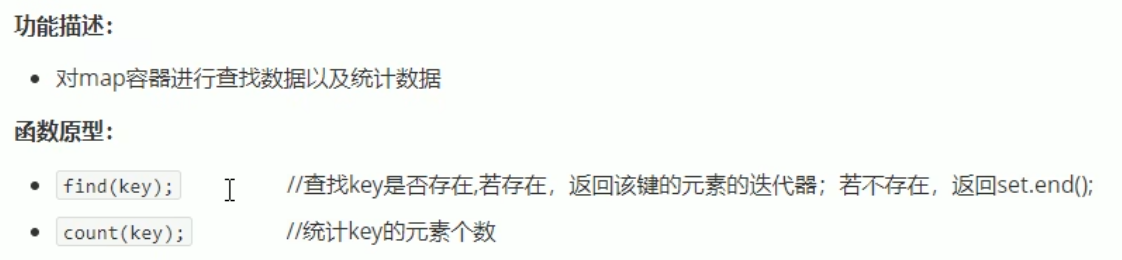 功能描述：
• 对map容器进行查找数据以及统计数据
函数原型：
• find(key); //查找key是否存在,若存在，返回该键的元素的迭代器；若不存在，返回set.end();
• count(key); //统计key的元素个数